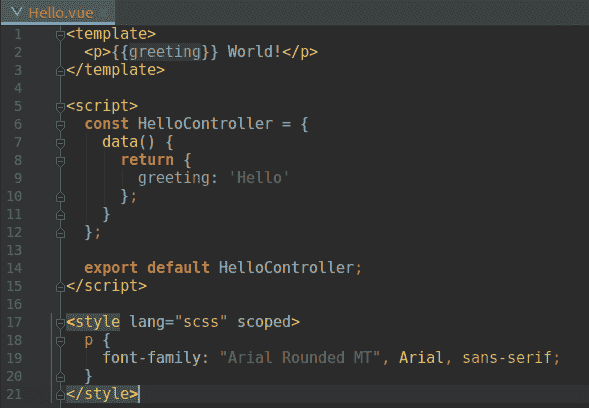 Hello.vue
1 <template>
2   <p>{{greeting}} World!</p>
3 </template>
4
5 <script>
6   const HelloController = {
7     data() {
8       return {
9         greeting: 'Hello'
10       };
11     }
12   };
13
14   export default HelloController;
15 </script>
16
17 <style lang="scss" scoped>
18   p {
19     font-family: "Arial Rounded MT", Arial, sans-serif;
20   }
21 </style>